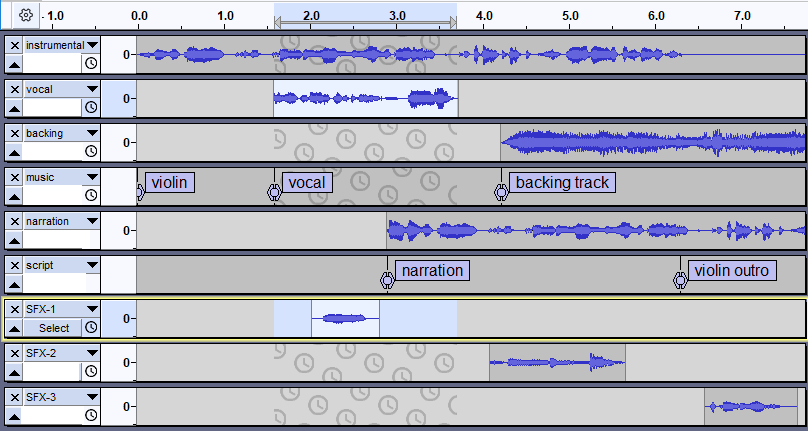 1.0 0.0 1.0 2.0 3.0 4.0 5.0 6.0 7.0
instrumental 0
vocal 0
backing 0
music violin vocal backing track
narration 0
script narration violin outro
SFX-1 0
Select
SFX-2 0
SFX-3 0